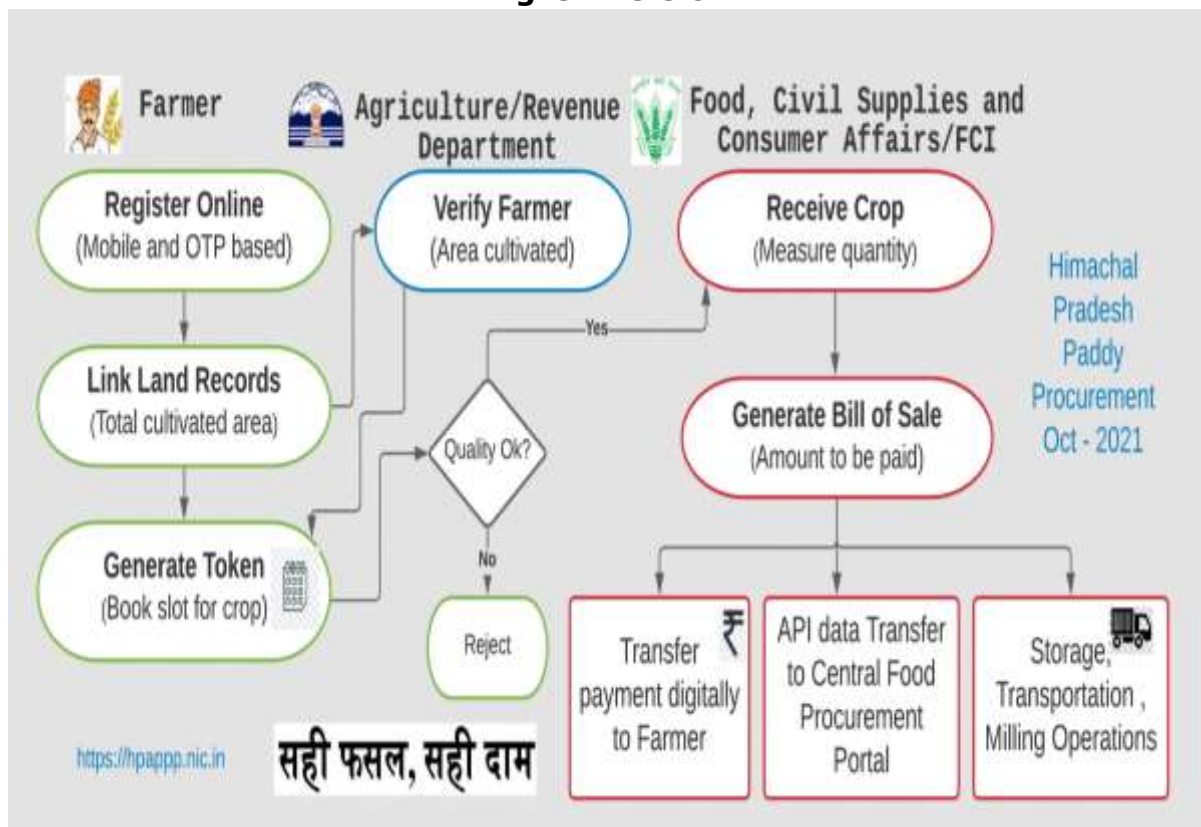 Farmer
Agriculture/Revenue
Department
Food, Civil Supplies and
Consumer Affairs/FCI
Register Online
(Mobile and OTP based)
Verify Farmer
(Area cultivated)
Receive Crop
(Measure quantity)
Himachal
Pradesh
Paddy
Procurement
Oct - 2021
Yes
Link Land Records
(Total cultivated area)
Quality Ok?
Generate Bill of Sale
(Amount to be paid)
No
Generate Token
(Book slot for crop)
Reject
₹
Transfer
payment digitally
to Farmer
API data Transfer
to Central Food
Procurement
Portal
Storage,
Transportation ,
Milling Operations
https://hpappp.nic.in
सही फसल, सही दाम